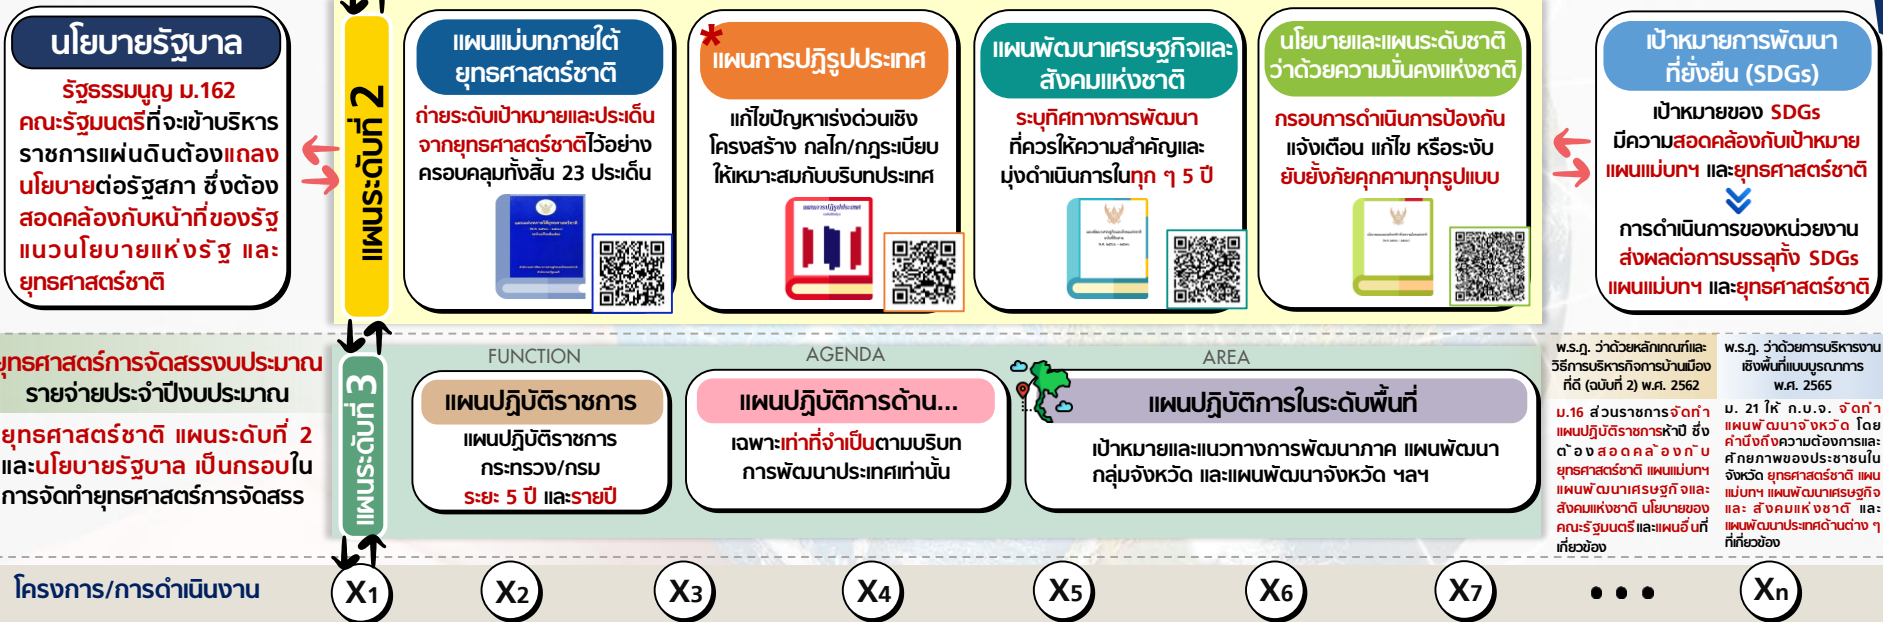 นโยบายรัฐบาล
รัฐธรรมนูญ ม.162
คณะรัฐมนตรีที่จะเข้าบริหาร
ราชการแผ่นดินต้องแถลง
นโยบายต่อรัฐสภา ซึ่งต้อง
สอดคล้องกับหน้าที่ของรัฐ
แนวนโยบายแห่งรัฐ และ
ยุทธศาสตร์ชาติ
แผนระดับที่ 2
แผนแม่บทภายใต้
ยุทธศาสตร์ชาติ
ถ่ายระดับเป้าหมายและประเด็น
จากยุทธศาสตร์ชาติไว้อย่าง
ครอบคลุมทั้งสิ้น 23 ประเด็น
*
แผนการปฏิรูปประเทศ
แก้ไขปัญหาเร่งด่วนเชิง
โครงสร้าง กลไก/กฎระเบียบ
ให้เหมาะสมกับบริบทประเทศ
แผนการปฏิรูปประเทศ
แผนพัฒนาเศรษฐกิจและ
สังคมแห่งชาติ
ระบุทิศทางการพัฒนา
ที่ควรให้ความสำคัญและ
มุ่งดำเนินการในทุก ๆ 5 ปี
นโยบายและแผนระดับชาติ
ว่าด้วยความมั่นคงแห่งชาติ
กรอบการดำเนินการป้องกัน
แจ้งเตือน แก้ไข หรือระงับ
ยับยั้งภัยคุกคามทุกรูปแบบ
เป้าหมายการพัฒนา
ที่ยั่งยืน (SDGs)
เป้าหมายของ SDGs
มีความสอดคล้องกับเป้าหมาย
แผนแม่บทฯ และยุทธศาสตร์ชาติ
การดำเนินการของหน่วยงาน
ส่งผลต่อการบรรลุทั้ง SDGs
แผนแม่บทฯ และยุทธศาสตร์ชาติ
ยุทธศาสตร์การจัดสรรงบประมาณ
รายจ่ายประจำปีงบประมาณ
ยุทธศาสตร์ชาติ แผนระดับที่ 2
และนโยบายรัฐบาล เป็นกรอบใน
การจัดทำยุทธศาสตร์การจัดสรร
แผนระดับที่ 3
FUNCTION
แผนปฏิบัติราชการ
แผนปฏิบัติราชการ
กระทรวง/กรม
ระยะ 5 ปี และรายปี
AGENDA
แผนปฏิบัติการด้าน...
เฉพาะเท่าที่จำเป็นตามบริบท
การพัฒนาประเทศเท่านั้น
AREA
แผนปฏิบัติการในระดับพื้นที่
เป้าหมายและแนวทางการพัฒนาภาค แผนพัฒนา
กลุ่มจังหวัด และแผนพัฒนาจังหวัด ฯลฯ
พ.ร.ฎ. ว่าด้วยหลักเกณฑ์และ
วิธีการบริหารกิจการบ้านเมือง
ที่ดี (ฉบับที่ 2) พ.ศ. 2562
ม.16 ส่วนราชการจัดทำ
แผนปฏิบัติราชการห้าปี ซึ่ง
ต้องสอดคล้องกับ
ยุทธศาสตร์ชาติ แผนแม่บทฯ
แผนพัฒนาเศรษฐกิจและ
สังคมแห่งชาติ นโยบายของ
คณะรัฐมนตรีและแผนอื่นที่
เกี่ยวข้อง
พ.ร.ฎ. ว่าด้วยการบริหารงาน
เชิงพื้นที่แบบบูรณาการ
พ.ศ. 2565
ม. 21 ให้ ก.บ.จ. จัดทำ
แผนพัฒนาจังหวัด โดย
คำนึงถึงความต้องการและ
ศักยภาพของประชาชนใน
จังหวัด ยุทธศาสตร์ชาติ แผน
แม่บทฯ แผนพัฒนาเศรษฐกิจ
และ สังคมแห่งชาติ และ
แผนพัฒนาประเทศด้านต่าง ๆ
ที่เกี่ยวข้อง
โครงการ/การดำเนินงาน
X1 X2 X3 X4 X5 X6 X7 ... Xn